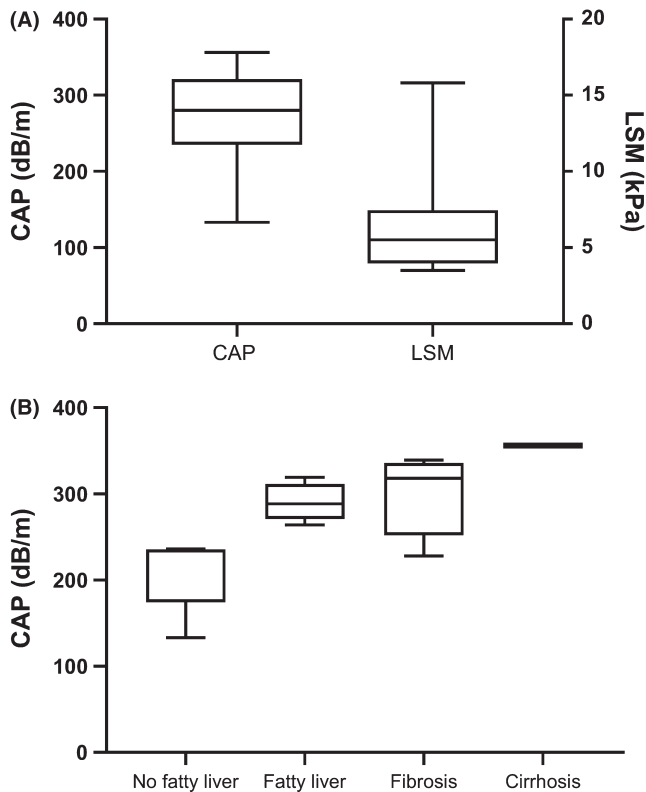 (A)
CAP (dB/m)
400
300
200
100
0
20
15
10
5
0
LSM (kPa)
CAP LSM
(B)
CAP (dB/m)
400
300
200
100
0
No fatty liver Fatty liver Fibrosis Cirrhosis